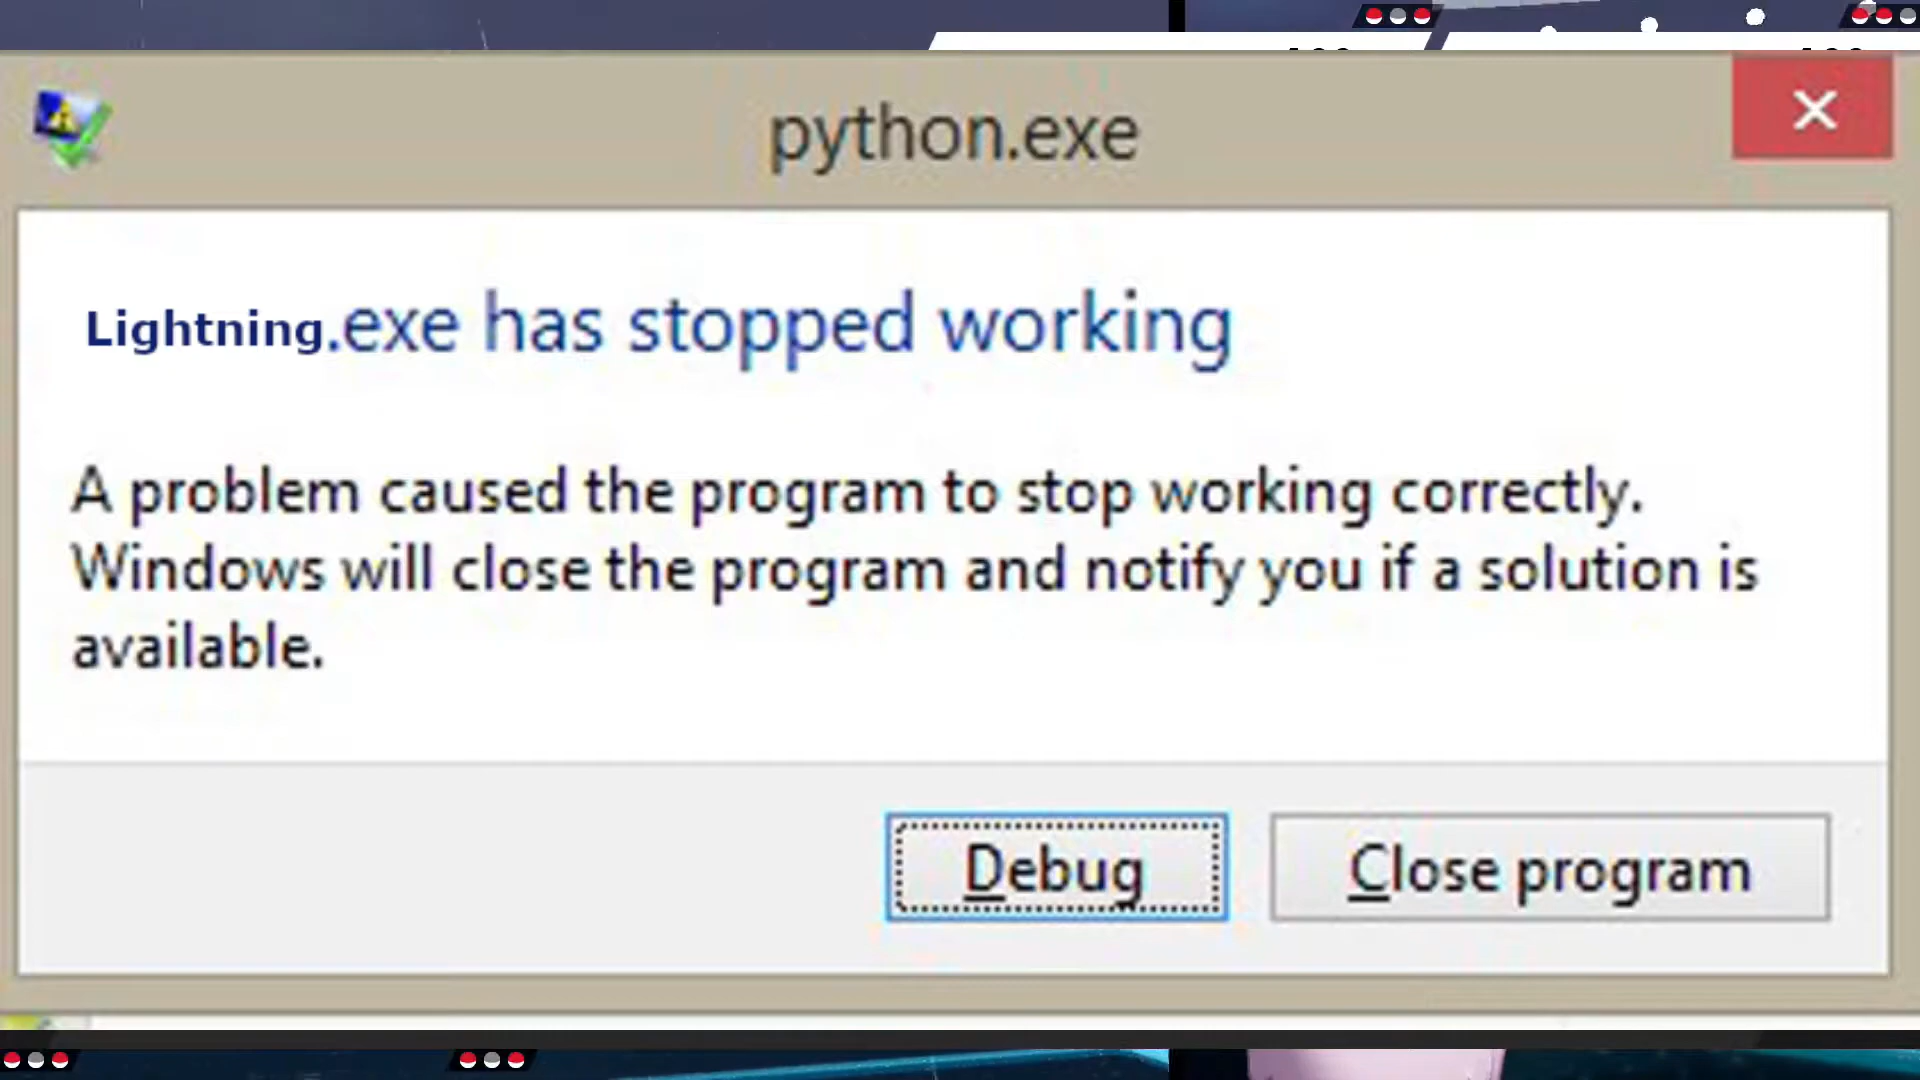 python.exe
Lightning.exe has stopped working
A problem caused the program to stop working correctly.
Windows will close the program and notify you if a solution is
available.
Debug
Close program